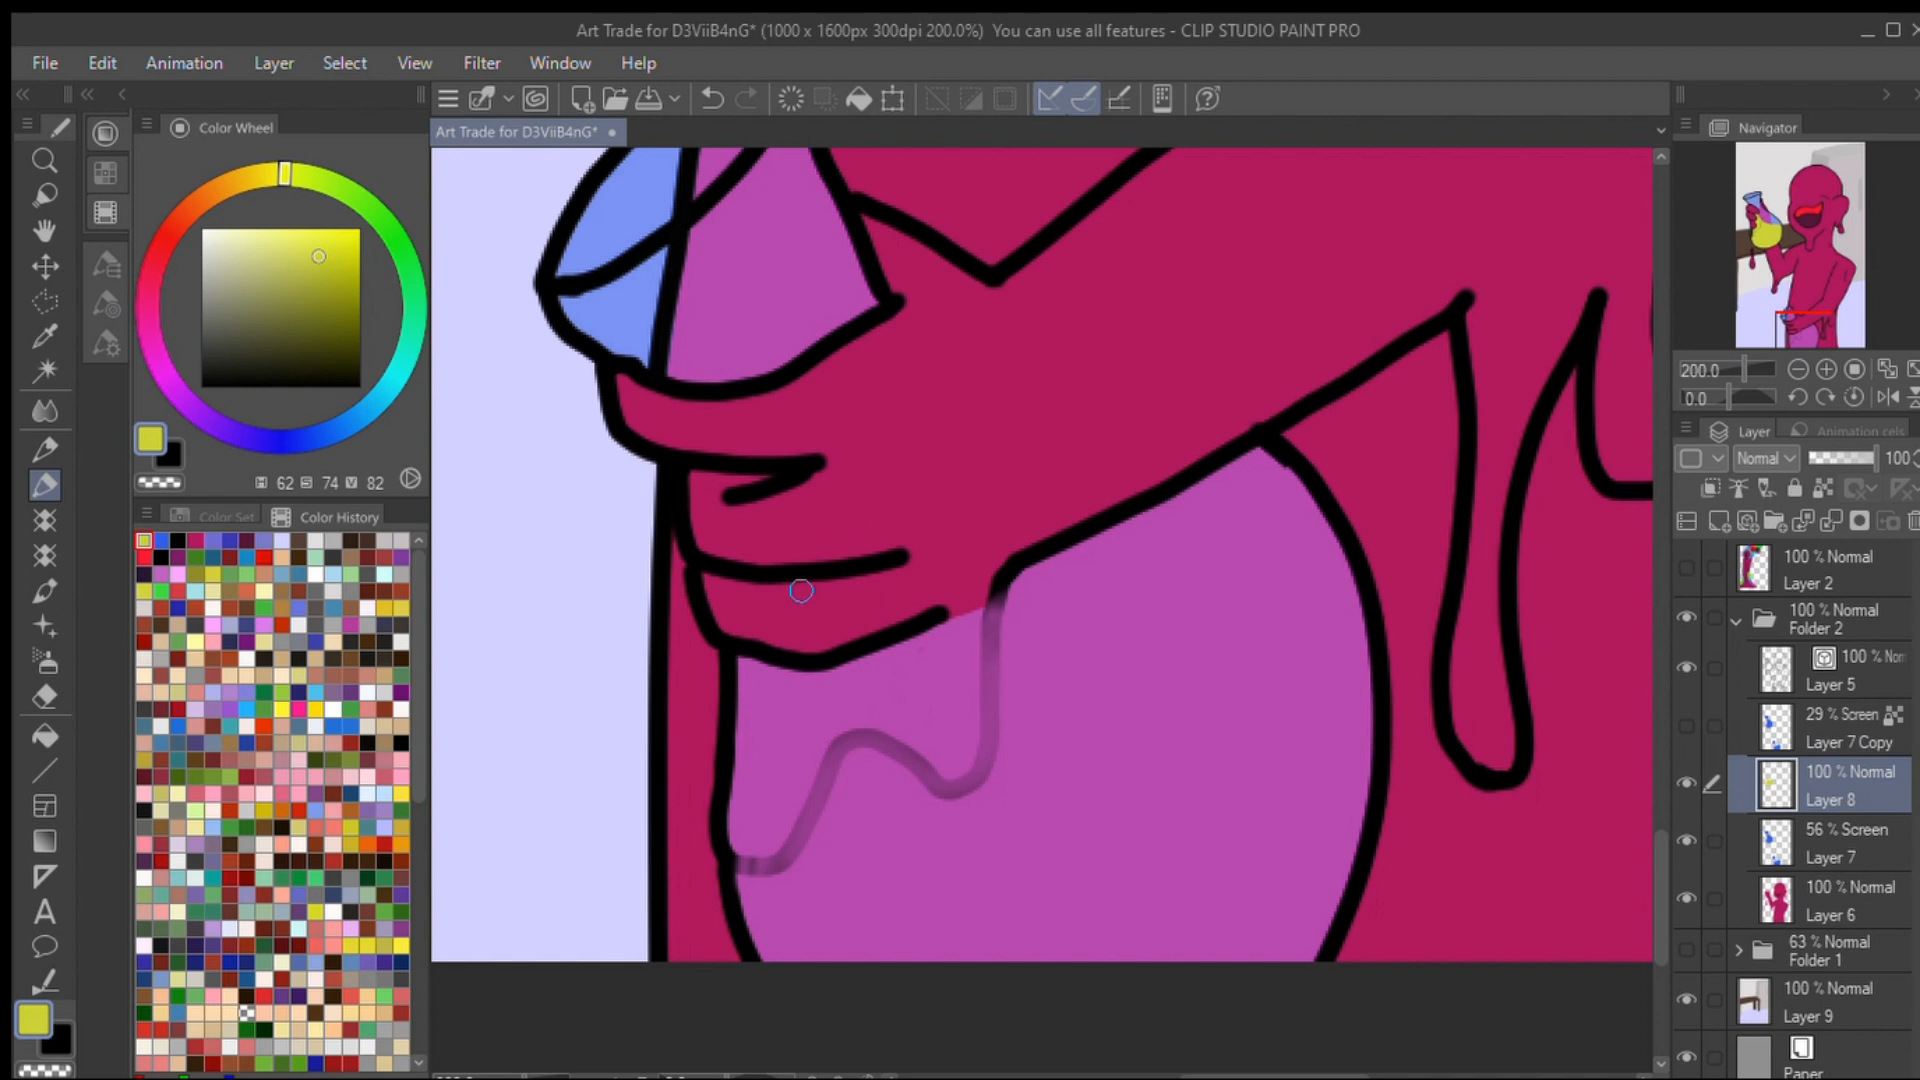 Art Trade for D3ViiB4nG* (1000 x 1600px 300dpi 200.0%)  You can use all features - CLIP STUDIO PAINT PRO
File Edit Animation Layer Select View Filter Window Help
Art Trade for D3ViiB4nG*
Color Wheel
H 62 S 74 V 82
Color Set
Color History
Navigator
200.0
0.0
Layer
Animation cels
Normal
100
100 % Normal
Layer 2
100 % Normal
Folder 2
100 % Nor
Layer 5
29 % Screen
Layer 7 Copy
100 % Normal
Layer 8
56 % Screen
Layer 7
100 % Normal
Layer 6
63 % Normal
Folder 1
100 % Normal
Layer 9
Paper